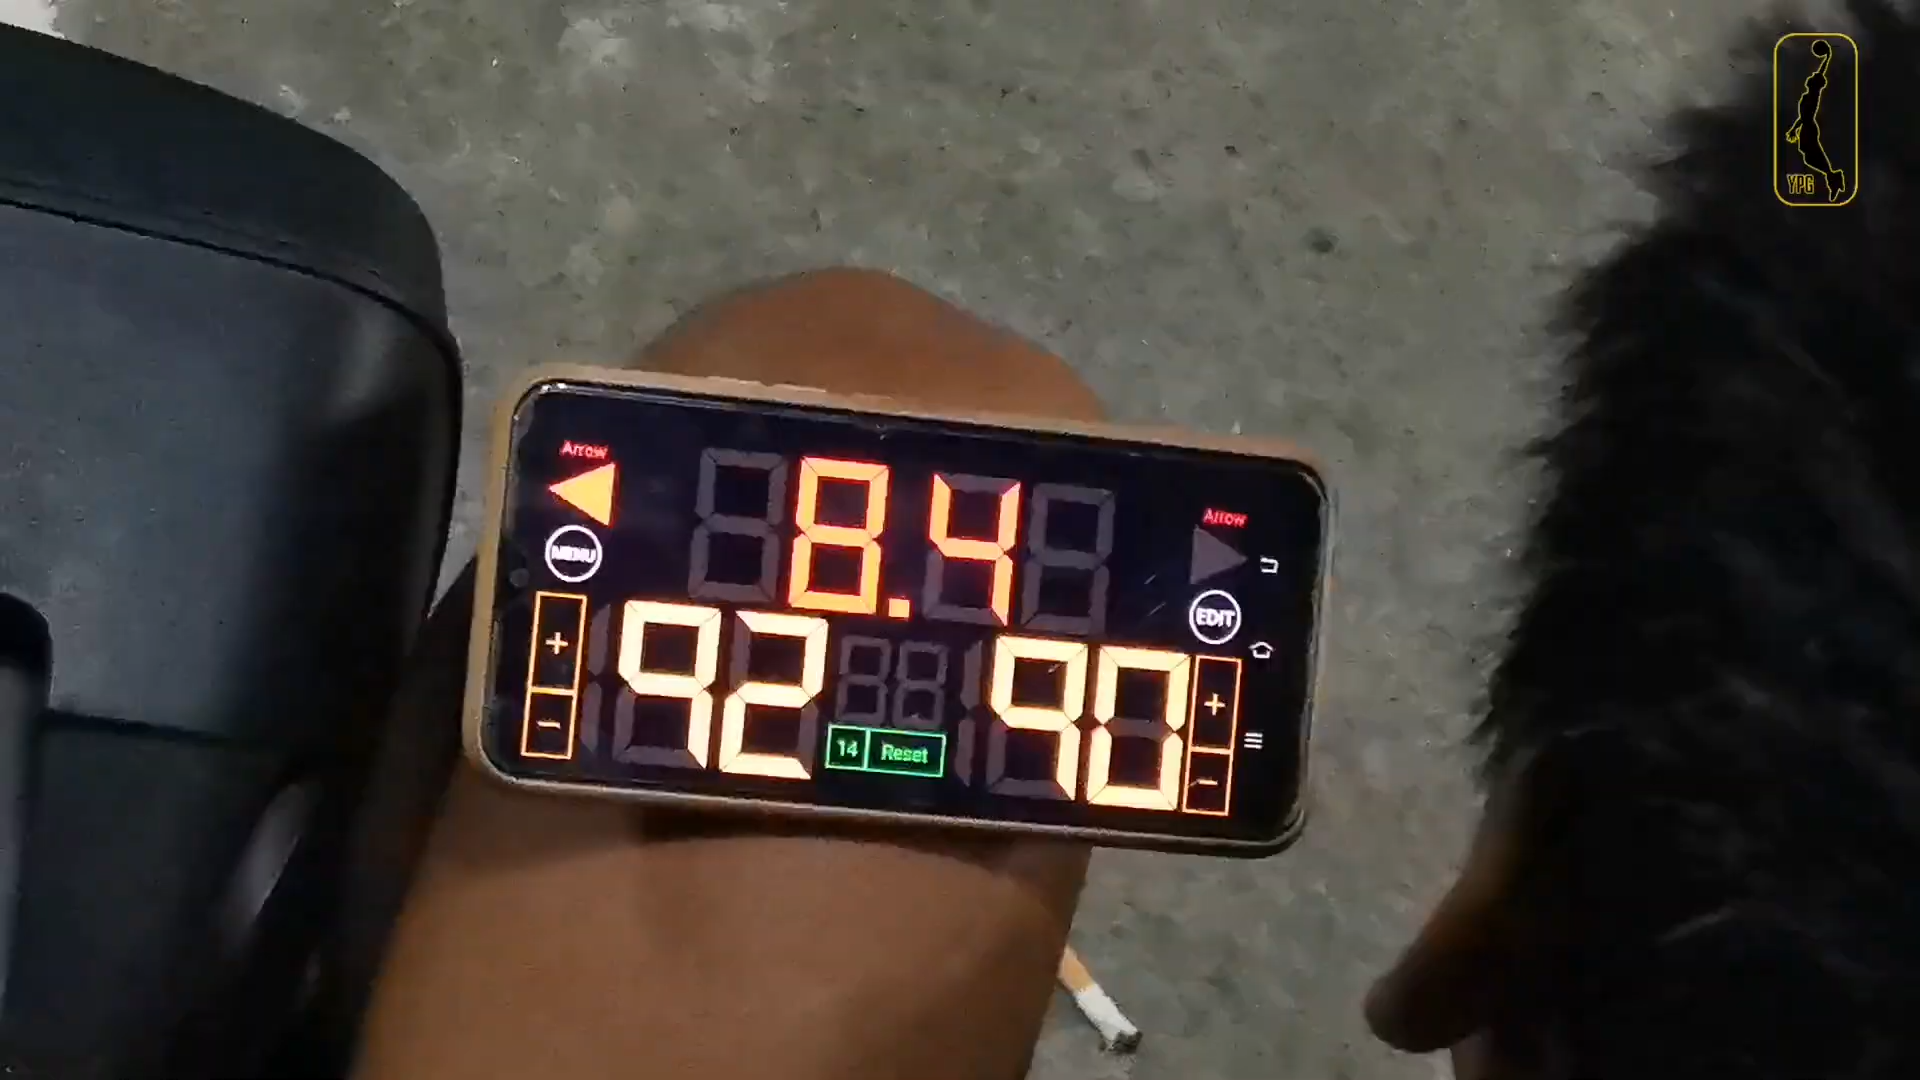 YPG
Arrow
8.4
Arrow
MENU
EDIT
+
92
90
+
-
14 Reset
-